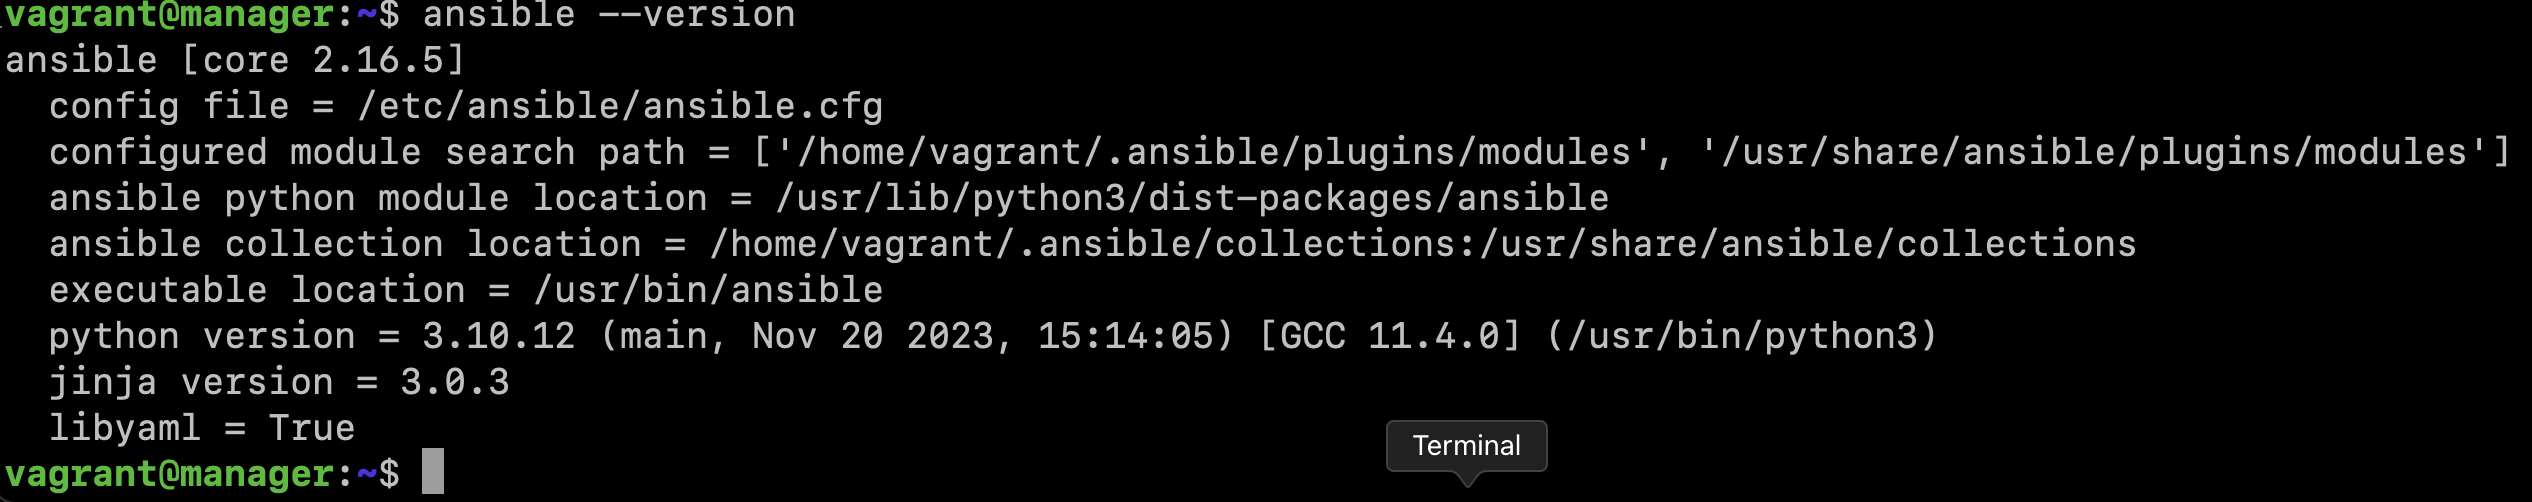 vagrant@manager:~$ ansible --version
ansible [core 2.16.5]
  config file = /etc/ansible/ansible.cfg
  configured module search path = ['/home/vagrant/.ansible/plugins/modules', '/usr/share/ansible/plugins/modules']
  ansible python module location = /usr/lib/python3/dist-packages/ansible
  ansible collection location = /home/vagrant/.ansible/collections:/usr/share/ansible/collections
  executable location = /usr/bin/ansible
  python version = 3.10.12 (main, Nov 20 2023, 15:14:05) [GCC 11.4.0] (/usr/bin/python3)
  jinja version = 3.0.3
  libyaml = True
Terminal
vagrant@manager:~$